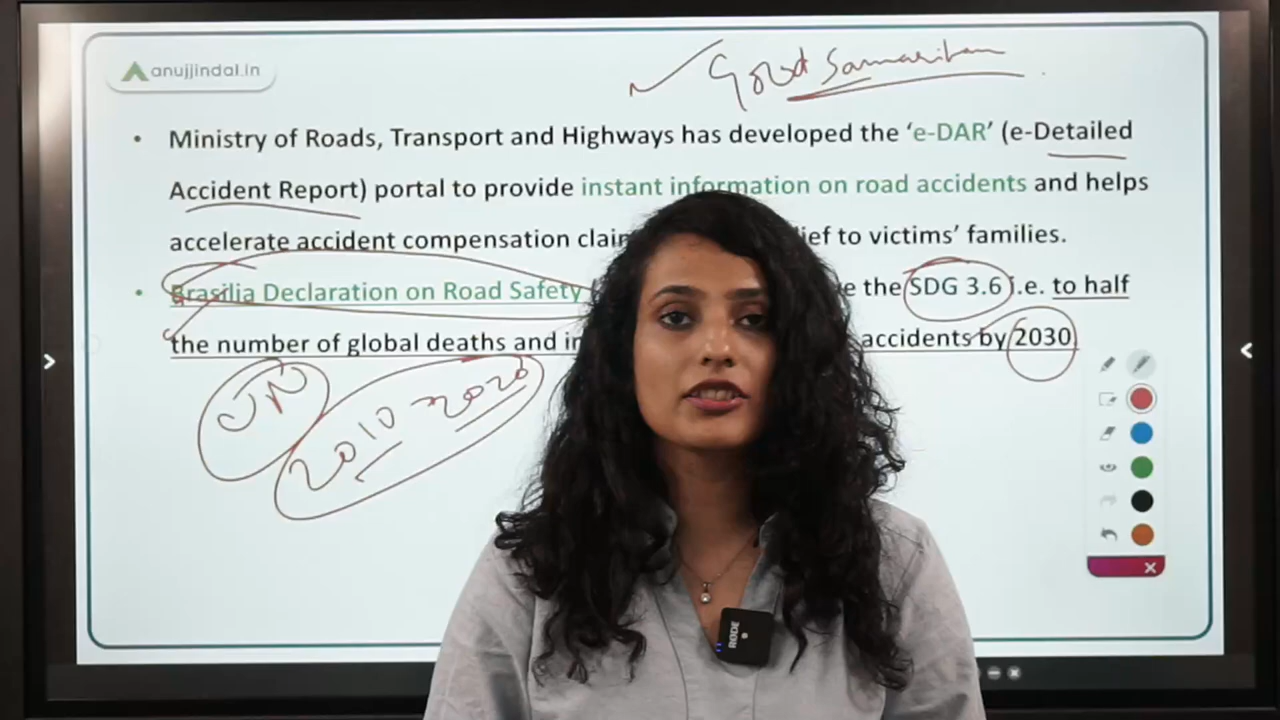 anujjindal.in
Good Samaritan
Ministry of Roads, Transport and Highways has developed the ‘e-DAR’ (e-Detailed
Accident Report) portal to provide instant information on road accidents and helps
accelerate accident compensation clai ief to victims’ families.
Brasilia Declaration on Road Safety e the SDG 3.6 i.e. to half
the number of global deaths and in accidents by 2030
UN 2010 2020
RODE